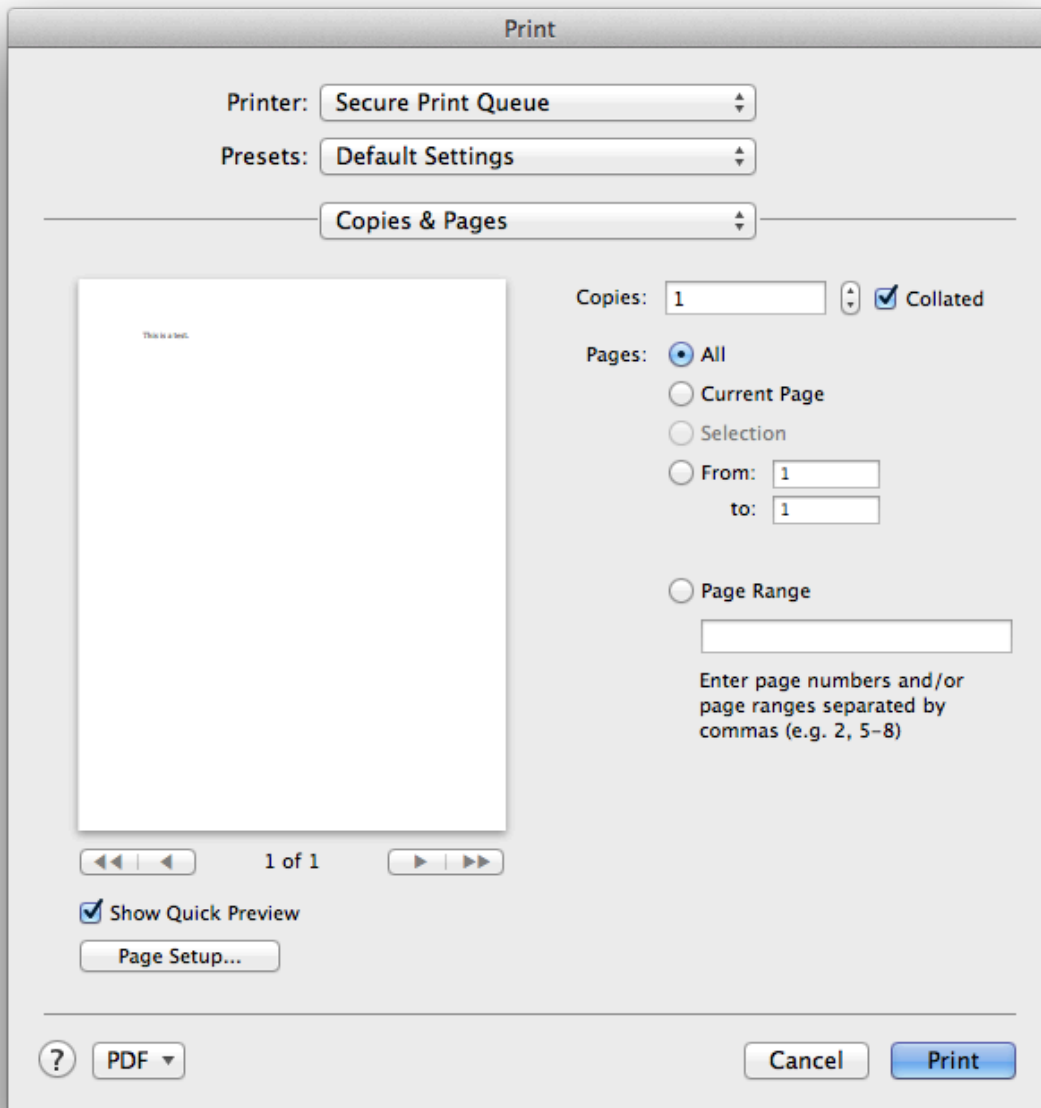 Print
Printer: Secure Print Queue
Presets: Default Settings
Copies & Pages
This is a test.
Copies: 1 Collated
Pages: All
Current Page
Selection
From: 1
to: 1
Page Range
Enter page numbers and/or
page ranges separated by
commas (e.g. 2, 5-8)
1 of 1
Show Quick Preview
Page Setup...
? PDF Cancel Print